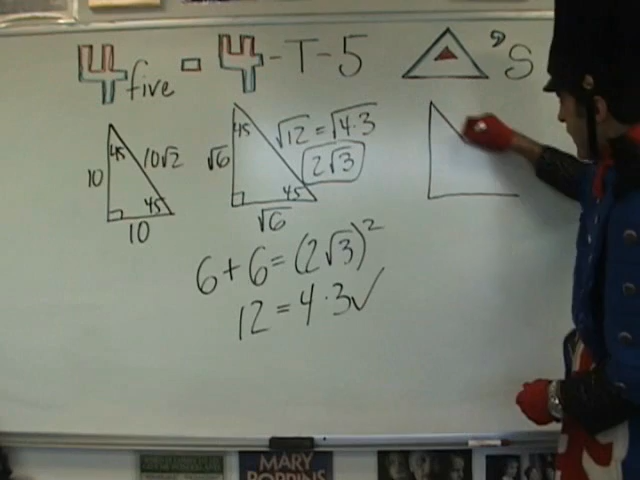 4five-4-T-5 's
45 10√2
10 45
10
45 √12 = √4·3
√6 2√3
45
√6
6+6=(2√3)²
12=4·3✓
MARY
POPPINS